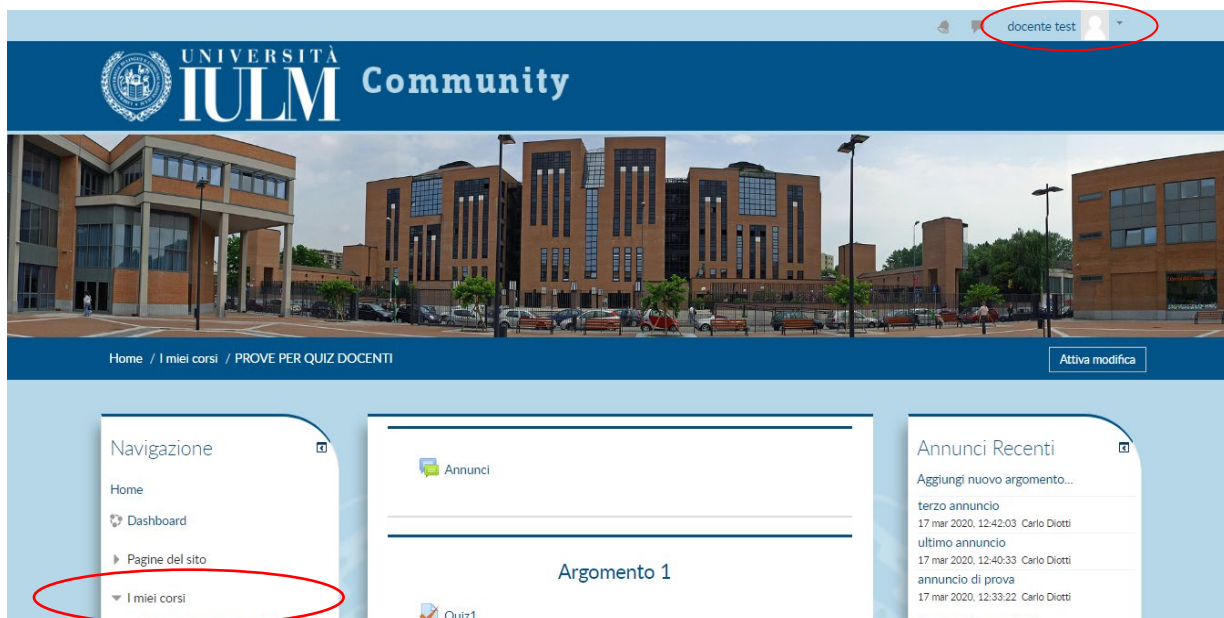 docente test
UNIVERSITÀ
IULM Community
Home / I miei corsi / PROVE PER QUIZ DOCENTI
Attiva modifica
Navigazione
Home
Dashboard
Pagine del sito
I miei corsi
Annunci
Argomento 1
Quiz1
Annunci Recenti
Aggiungi nuovo argomento...
terzo annuncio
17 mar 2020, 12:42:03 Carlo Diotti
ultimo annuncio
17 mar 2020, 12:40:33 Carlo Diotti
annuncio di prova
17 mar 2020, 12:33:22 Carlo Diotti